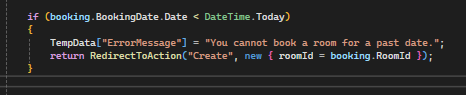 if (booking.BookingDate.Date < DateTime.Today)
{
TempData["ErrorMessage"] = "You cannot book a room for a past date.";
return RedirectToAction("Create", new { roomId = booking.RoomId });
}